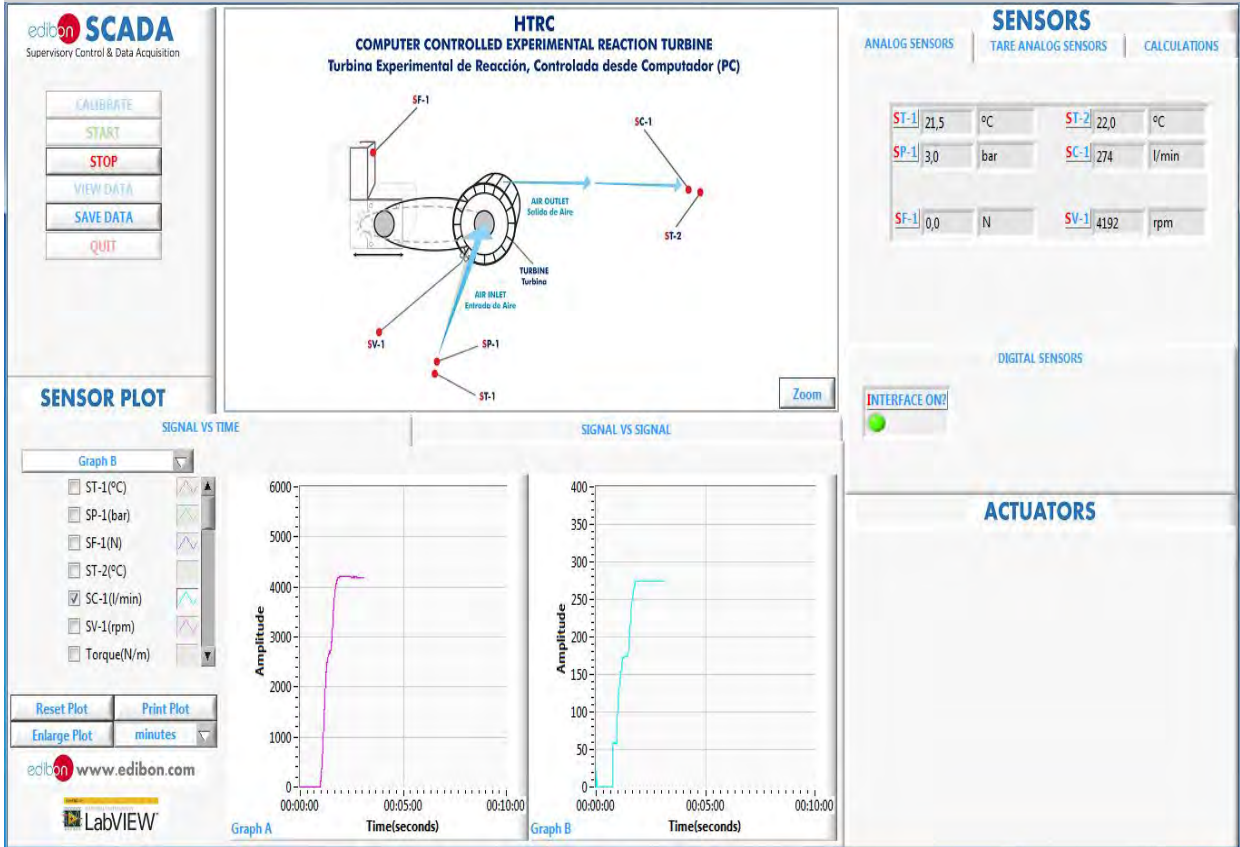 edibon SCADA
Supervisory Control & Data Acquisition
CALIBRATE
START
STOP
VIEW DATA
SAVE DATA
QUIT
HTRC
COMPUTER CONTROLLED EXPERIMENTAL REACTION TURBINE
Turbina Experimental de Reacción, Controlada desde Computador (PC)
SF-1
SC-1
AIR OUTLET
Salida de Aire
ST-2
TURBINE
Turbina
AIR INLET
Entrada de Aire
SV-1
SP-1
ST-1
Zoom
SENSORS
ANALOG SENSORS
TARE ANALOG SENSORS
CALCULATIONS
ST-1 21,5 ºC
ST-2 22,0 ºC
SP-1 3,0 bar
SC-1 274 l/min
SF-1 0,0 N
SV-1 4192 rpm
DIGITAL SENSORS
INTERFACE ON?
ACTUATORS
SENSOR PLOT
SIGNAL VS TIME
SIGNAL VS SIGNAL
Graph B
ST-1(ºC)
SP-1(bar)
SF-1(N)
ST-2(ºC)
SC-1(l/min)
SV-1(rpm)
Torque(N/m)
Reset Plot
Print Plot
Enlarge Plot
minutes
edibon www.edibon.com
LabVIEW
6000
5000
4000
3000
2000
1000
0
Amplitude
00:00:00 00:05:00 00:10:00
Graph A
Time(seconds)
400
350
300
250
200
150
100
50
0
Amplitude
00:00:00 00:05:00 00:10:00
Graph B
Time(seconds)